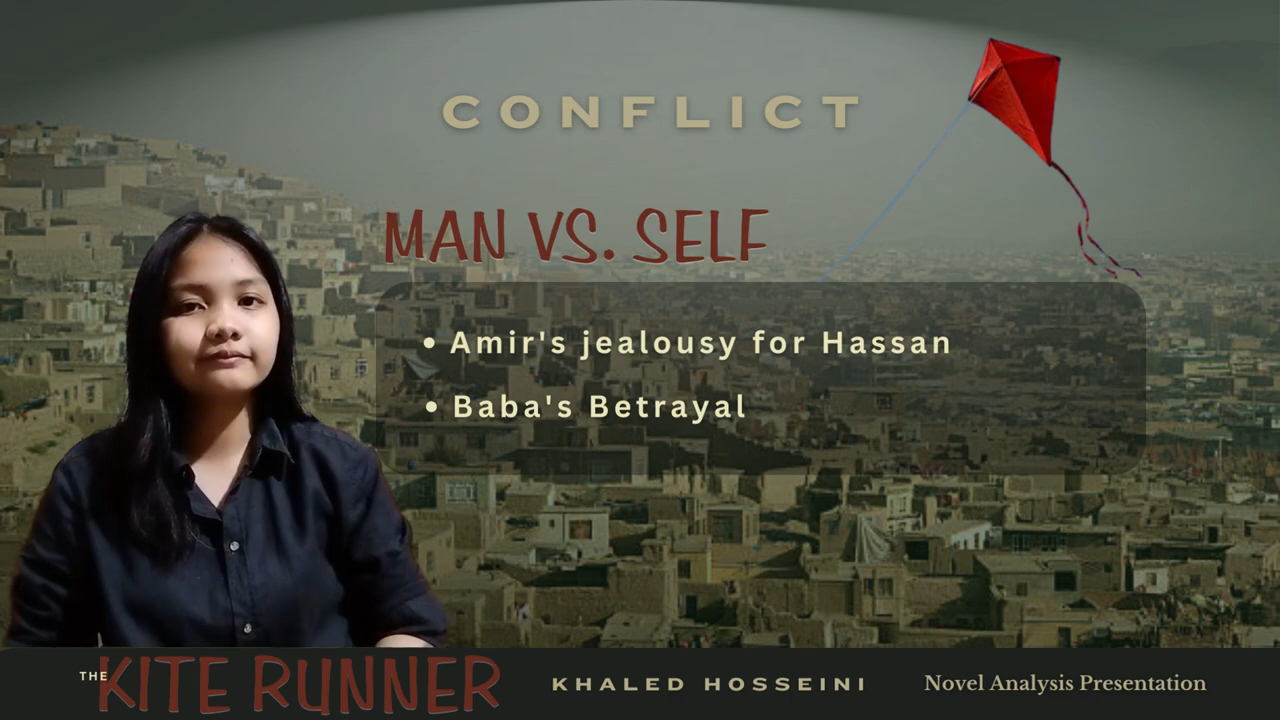 CONFLICT
MAN VS. SELF
• Amir's jealousy for Hassan
• Baba's Betrayal
THE KITE RUNNER
KHALED HOSSEINI
Novel Analysis Presentation